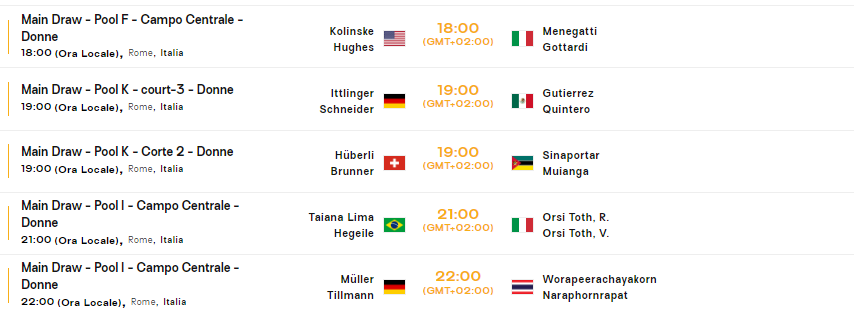 Main Draw - Pool F - Campo Centrale -
Donne
18:00 (Ora Locale), Rome, Italia
Kolinske
Hughes
18:00
(GMT+02:00)
Menegatti
Gottardi
Main Draw - Pool K - court-3 - Donne
19:00 (Ora Locale), Rome, Italia
Ittlinger
Schneider
19:00
(GMT+02:00)
Gutierrez
Quintero
Main Draw - Pool K - Corte 2 - Donne
19:00 (Ora Locale), Rome, Italia
Hüberli
Brunner
19:00
(GMT+02:00)
Sinaportar
Muianga
Main Draw - Pool I - Campo Centrale -
Donne
21:00 (Ora Locale), Rome, Italia
Taiana Lima
Hegeile
21:00
(GMT+02:00)
Orsi Toth, R.
Orsi Toth, V.
Main Draw - Pool I - Campo Centrale -
Donne
22:00 (Ora Locale), Rome, Italia
Müller
Tillmann
22:00
(GMT+02:00)
Worapeerachayakorn
Naraphornrapat